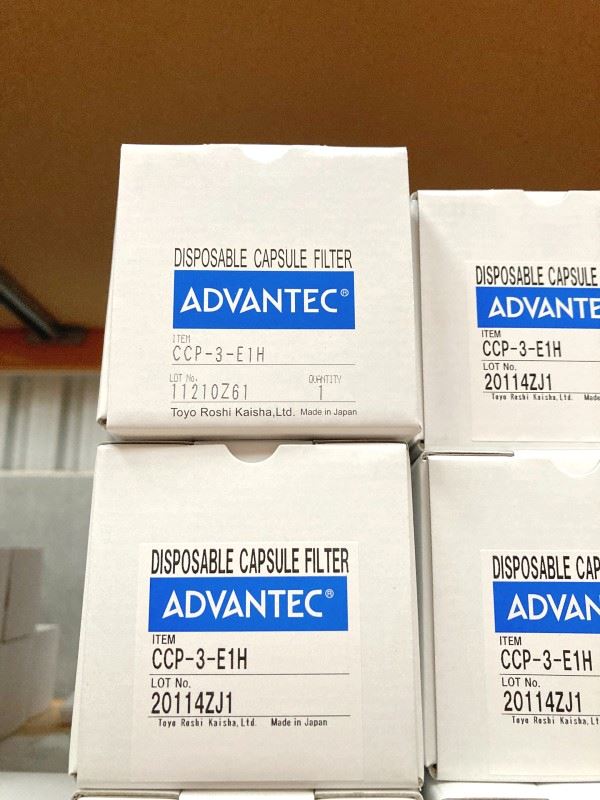 DISPOSABLE CAPSULE FILTER
ADVANTEC®
ITEM
CCP-3-E1H
LOT No. QUANTITY
11210Z61 1
Toyo Roshi Kaisha,Ltd. Made in Japan
DISPOSABLE CAPSULE
ADVANTE
ITEM
CCP-3-E1H
LOT No.
20114ZJ1
Toyo Roshi Kaisha,Ltd. Made
DISPOSABLE CAPSULE FILTER
ADVANTEC®
ITEM
CCP-3-E1H
LOT No.
20114ZJ1
Toyo Roshi Kaisha,Ltd. Made in Japan
DISPOSABLE CAP
ADVAN
ITEM
CCP-3-E1H
LOT No.
20114ZJ1
Toyo Roshi Kaisha,Lt